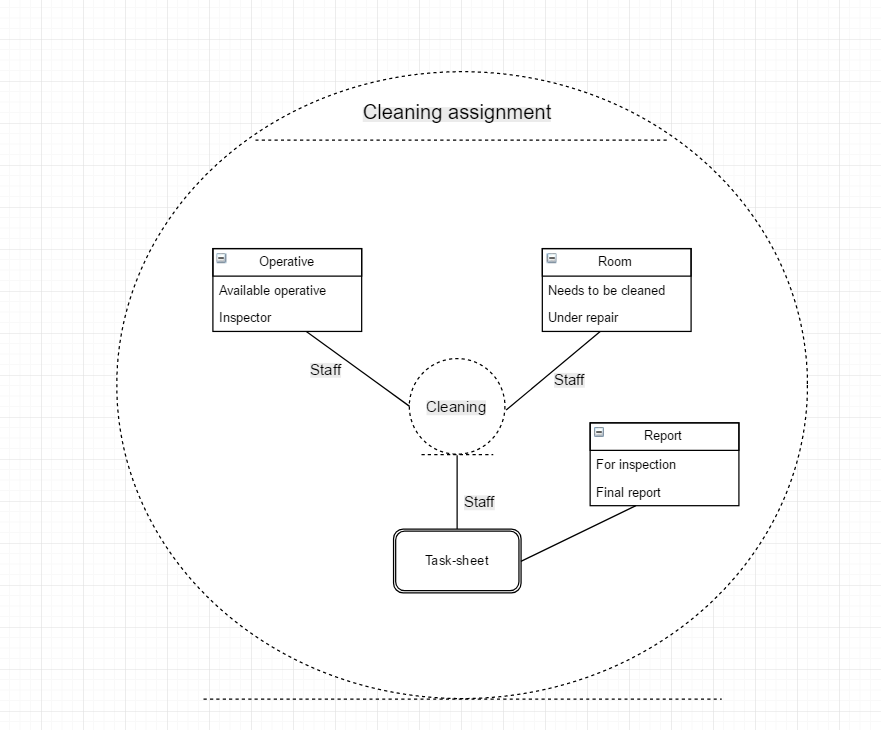 Cleaning assignment
Operative
Available operative
Inspector
Room
Needs to be cleaned
Under repair
Staff
Staff
Cleaning
Report
For inspection
Final report
Staff
Task-sheet